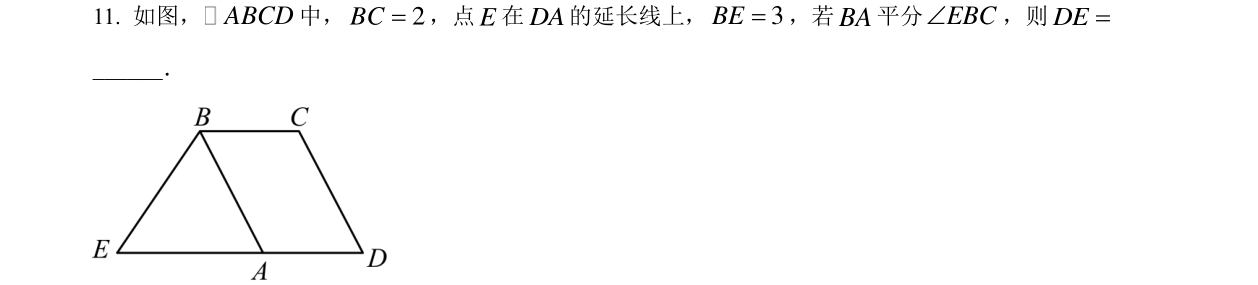 11. 如图，▯ABCD 中，BC = 2，点 E 在 DA 的延长线上，BE = 3，若 BA 平分∠EBC，则 DE =
_____.
B C
E A D